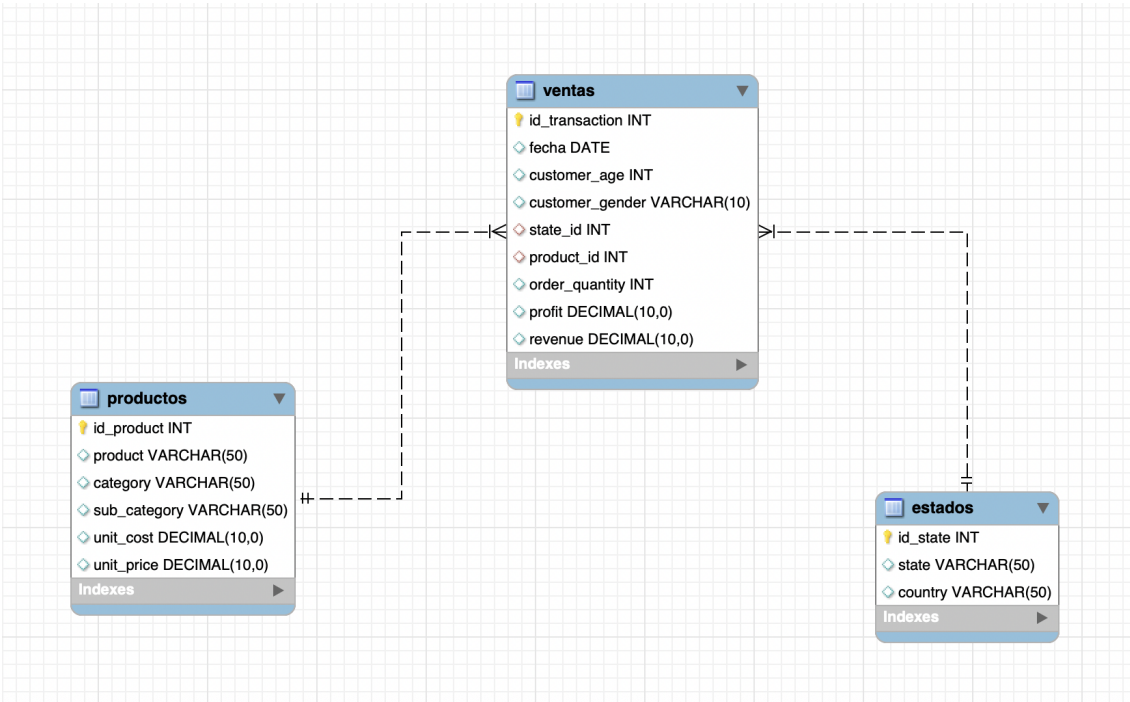 ventas
id_transaction INT
fecha DATE
customer_age INT
customer_gender VARCHAR(10)
state_id INT
product_id INT
order_quantity INT
profit DECIMAL(10,0)
revenue DECIMAL(10,0)
Indexes
productos
id_product INT
product VARCHAR(50)
category VARCHAR(50)
sub_category VARCHAR(50)
unit_cost DECIMAL(10,0)
unit_price DECIMAL(10,0)
Indexes
estados
id_state INT
state VARCHAR(50)
country VARCHAR(50)
Indexes